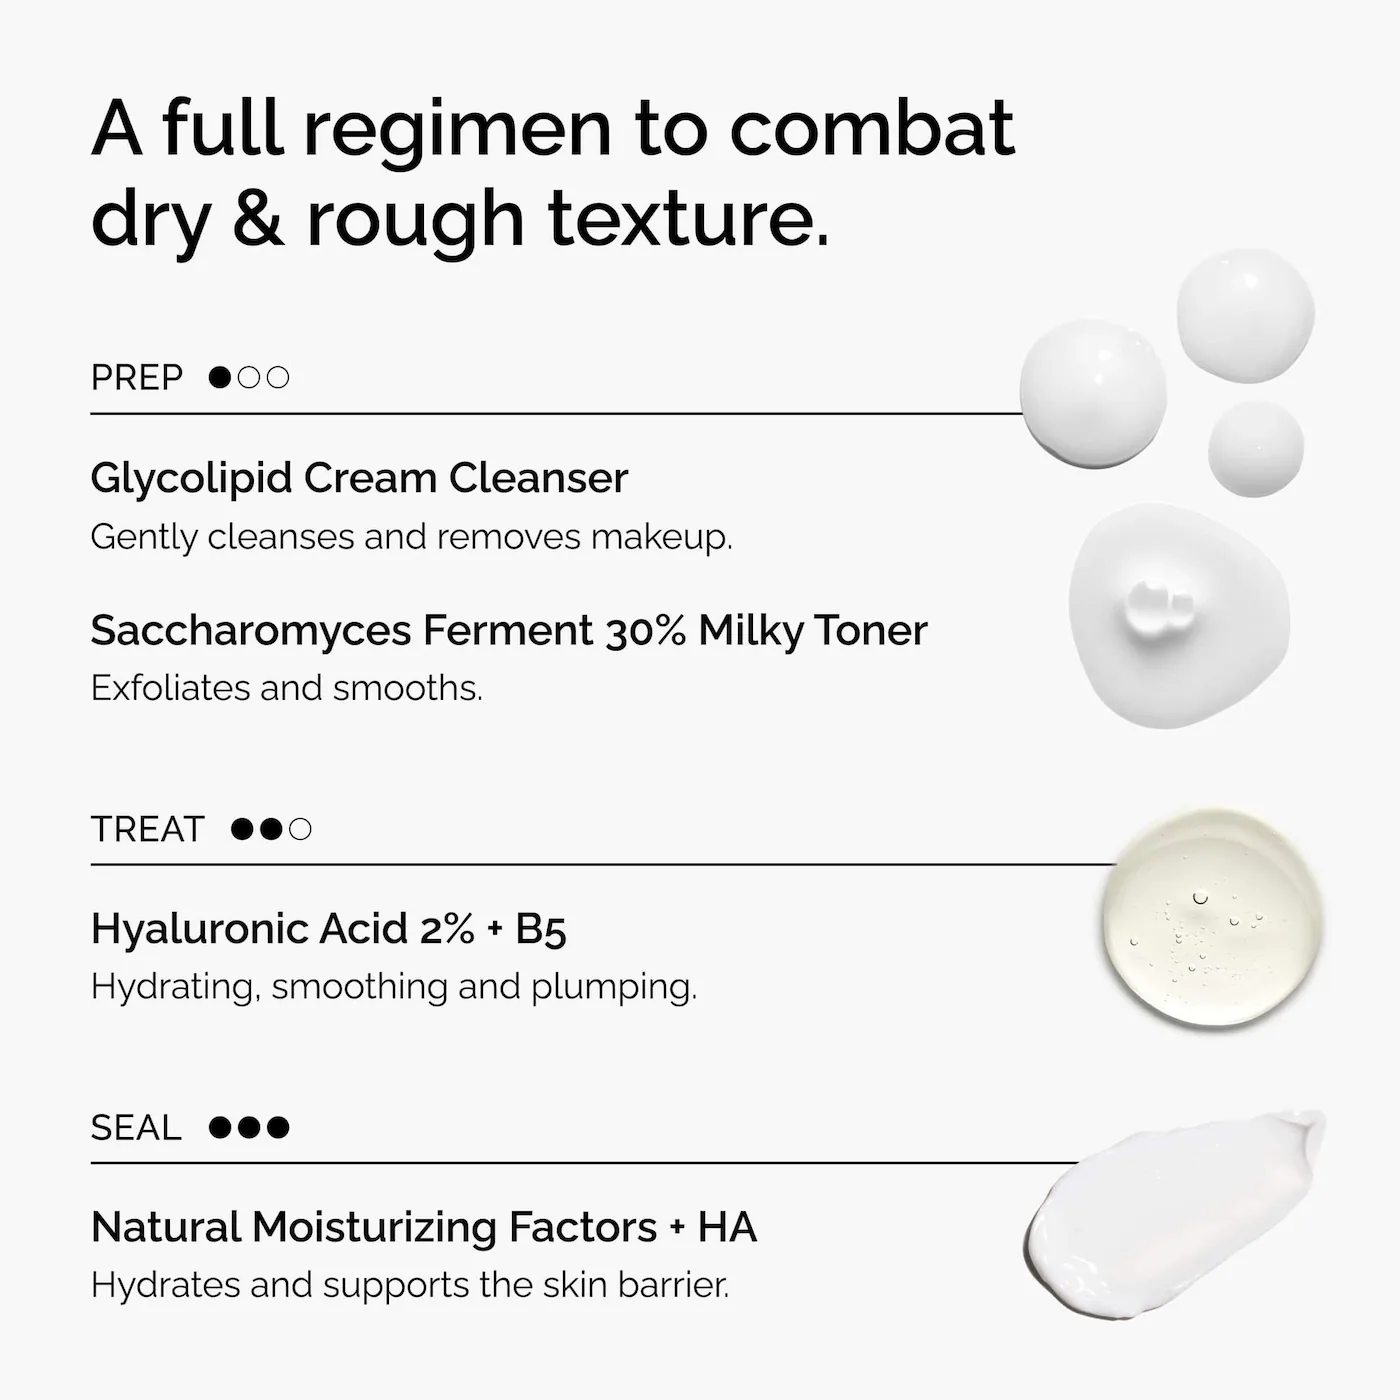 A full regimen to combat
dry & rough texture.
PREP
Glycolipid Cream Cleanser
Gently cleanses and removes makeup.
Saccharomyces Ferment 30% Milky Toner
Exfoliates and smooths.
TREAT
Hyaluronic Acid 2% + B5
Hydrating, smoothing and plumping.
SEAL
Natural Moisturizing Factors + HA
Hydrates and supports the skin barrier.